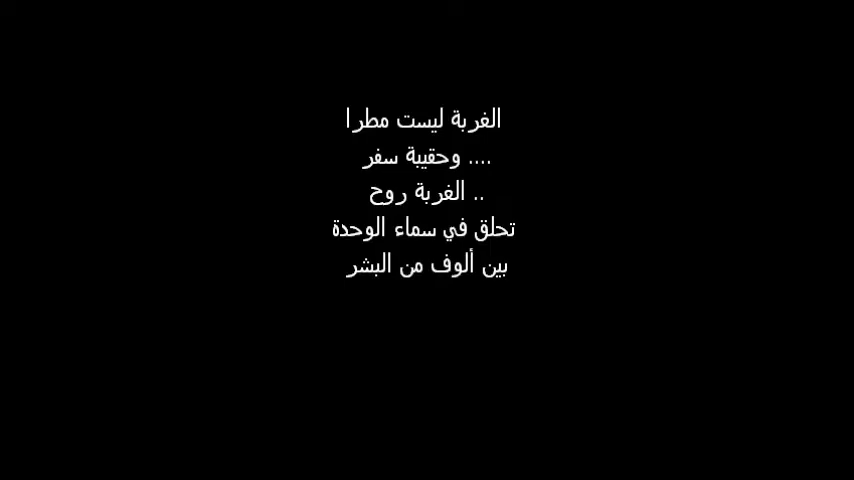 الغربة ليست مطرا
.... وحقيبة سفر
.. الغربة روح
تحلق في سماء الوحدة
بين ألوف من البشر